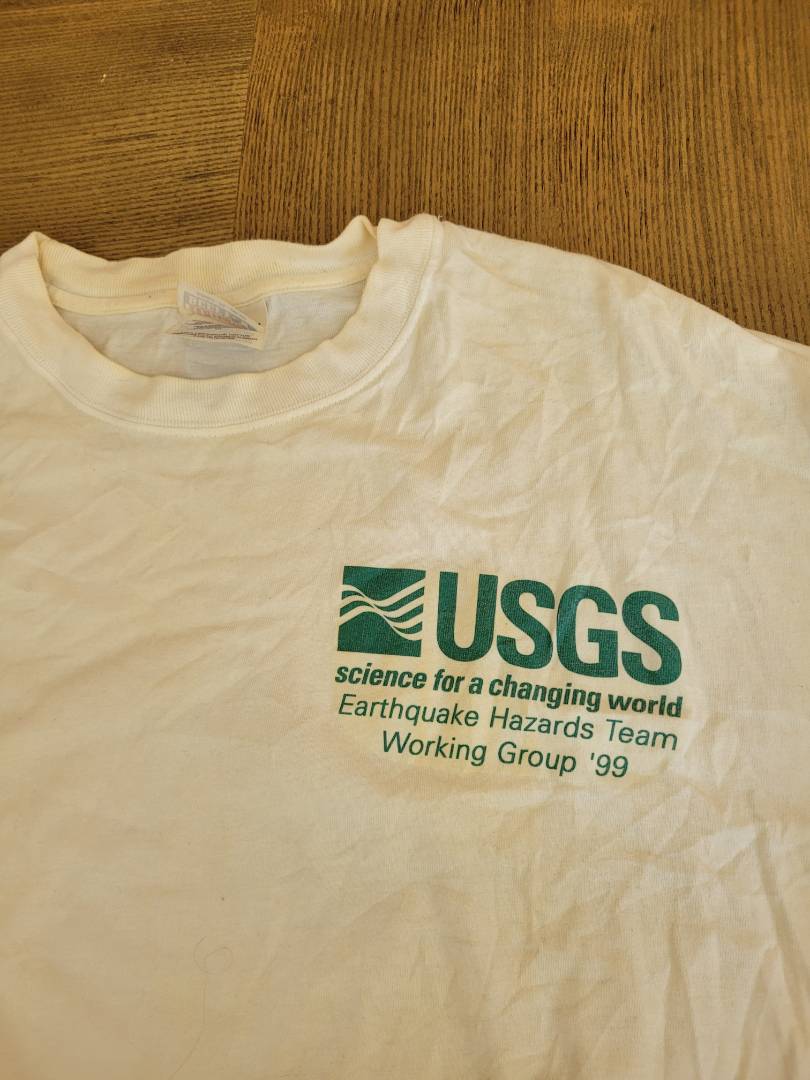 USGS
science for a changing world
Earthquake Hazards Team
Working Group '99